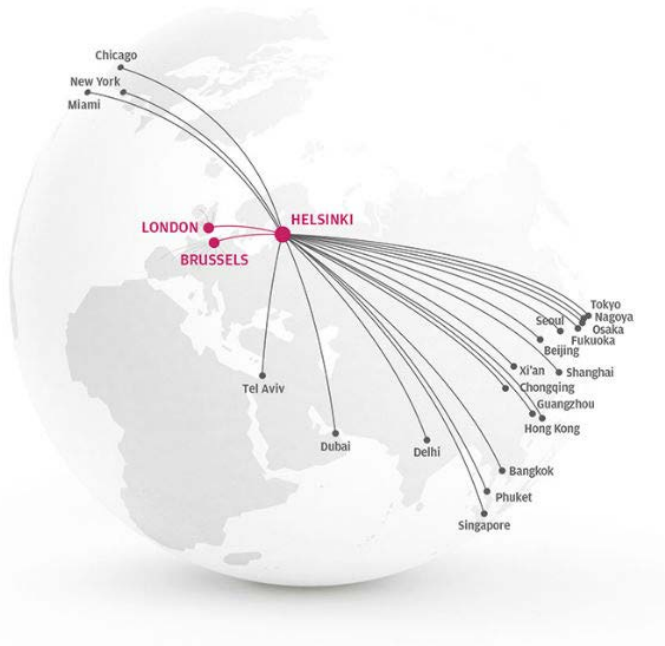 Chicago
New York
Miami
LONDON
HELSINKI
BRUSSELS
Tokyo
Nagoya
Seoul
Osaka
Fukuoka
Beijing
Xi'an
Shanghai
Tel Aviv
Chongqing
Guangzhou
Hong Kong
Dubai
Delhi
Bangkok
Phuket
Singapore